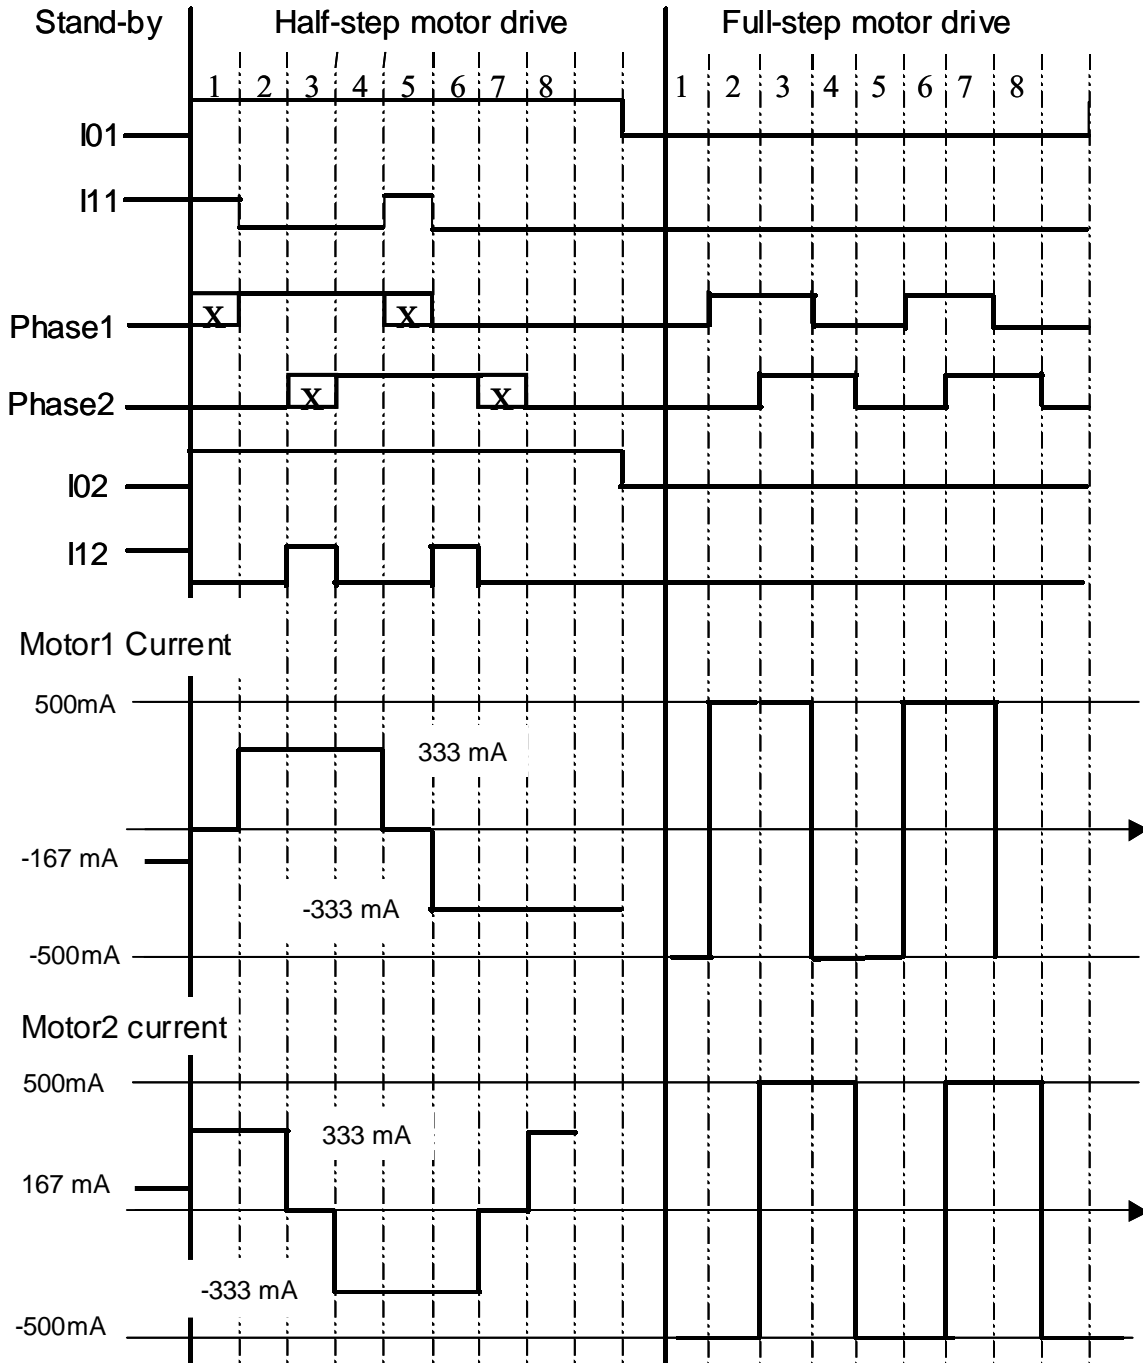 Stand-by Half-step motor drive Full-step motor drive
1 2 3 4 5 6 7 8 1 2 3 4 5 6 7 8
I01
I11
X X
Phase1
X X
Phase2
I02
I12
Motor1 Current
500mA
333 mA
-167 mA
-333 mA
-500mA
Motor2 current
500mA
333 mA
167 mA
-333 mA
-500mA